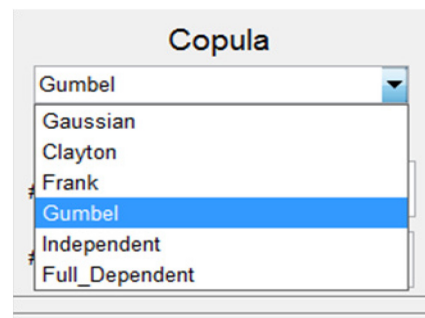 Copula
Gumbel
Gaussian
Clayton
Frank
Gumbel
Independent
Full_Dependent